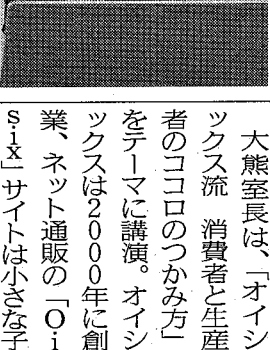 大熊室長は、「オイシ
ックス流　消費者と生産
者のココロのつかみ方」
をテーマに講演。オイシ
ックスは2000年に創
業、ネット通販の「Oi
six」サイトは小さな子